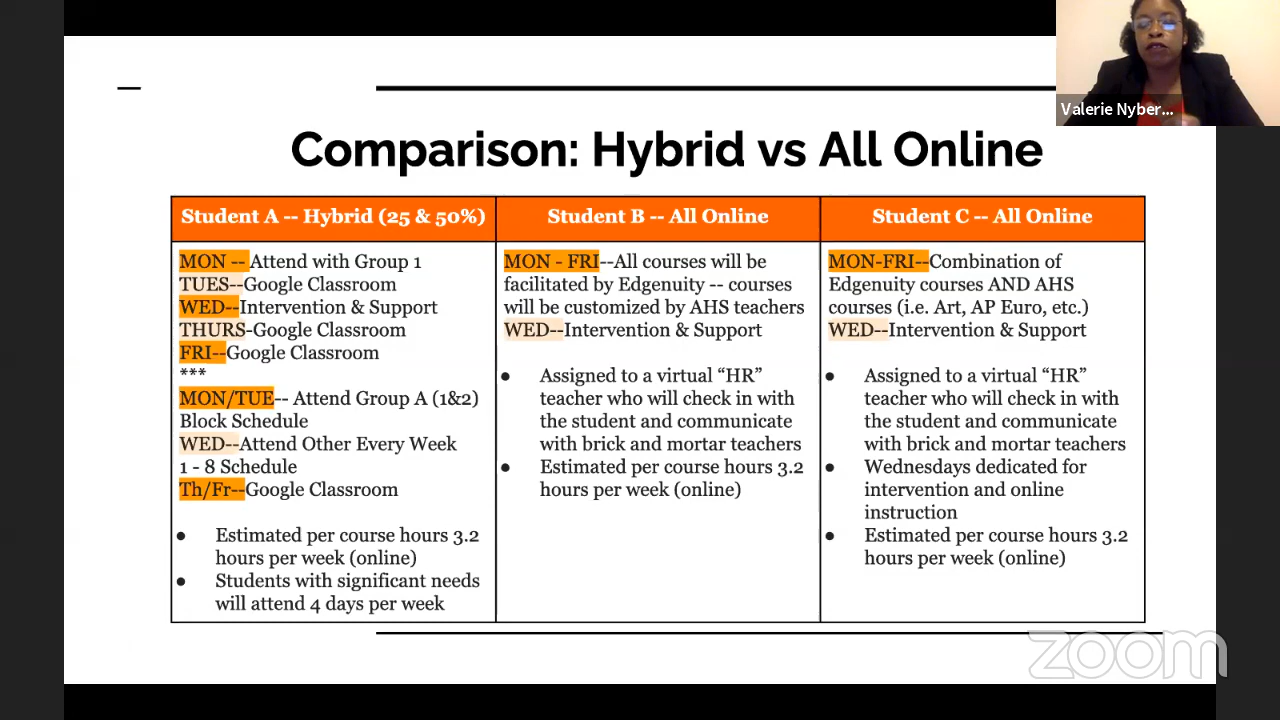 Valerie Nyber...
Comparison: Hybrid vs All Online
Student A -- Hybrid (25 & 50%)
MON -- Attend with Group 1
TUES--Google Classroom
WED--Intervention & Support
THURS-Google Classroom
FRI--Google Classroom
***
MON/TUE-- Attend Group A (1&2)
Block Schedule
WED--Attend Other Every Week
1 - 8 Schedule
Th/Fr--Google Classroom
● Estimated per course hours 3.2
hours per week (online)
● Students with significant needs
will attend 4 days per week
Student B -- All Online
MON - FRI--All courses will be
facilitated by Edgenuity -- courses
will be customized by AHS teachers
WED--Intervention & Support
● Assigned to a virtual “HR”
teacher who will check in with
the student and communicate
with brick and mortar teachers
● Estimated per course hours 3.2
hours per week (online)
Student C -- All Online
MON-FRI--Combination of
Edgenuity courses AND AHS
courses (i.e. Art, AP Euro, etc.)
WED--Intervention & Support
● Assigned to a virtual “HR”
teacher who will check in with
the student and communicate
with brick and mortar teachers
● Wednesdays dedicated for
intervention and online
instruction
● Estimated per course hours 3.2
hours per week (online)
zoom